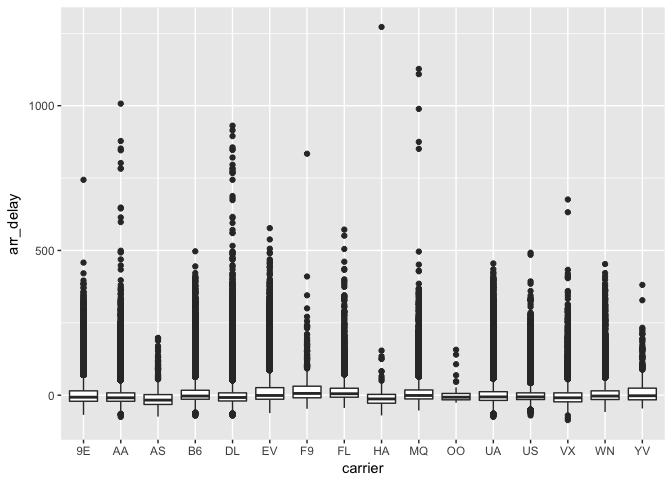 1000
500
0
arr_delay
9E AA AS B6 DL EV F9 FL HA MQ OO UA US VX WN YV
carrier